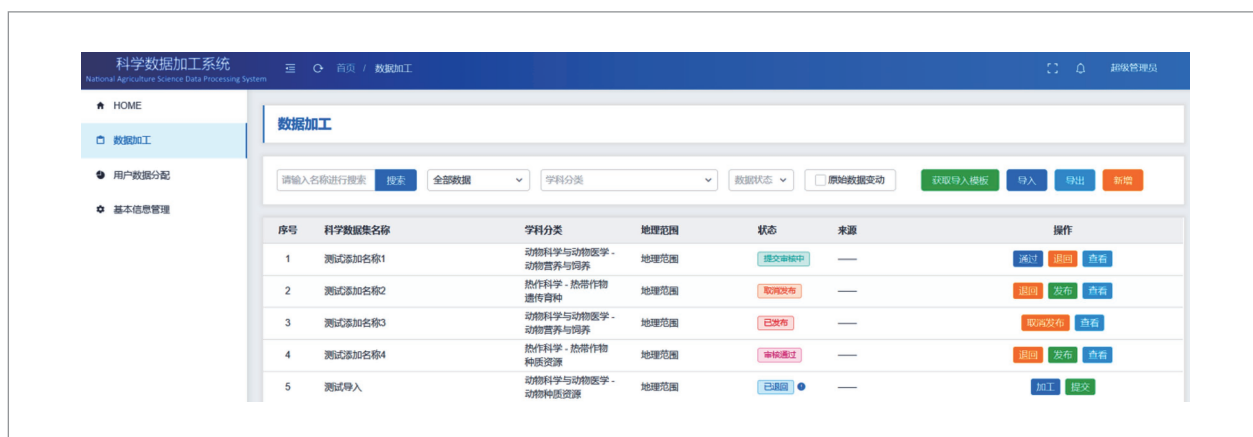 科学数据加工系统
National Agriculture Science Data Processing System
首页 / 数据加工
超级管理员
HOME
数据加工
用户数据分配
基本信息管理
数据加工
请输入名称进行搜索 搜索 全部数据 学科分类 数据状态 原始数据变动 获取导入模板 导入 导出 新增
序号 科学数据集名称 学科分类 地理范围 状态 来源 操作
1 测试添加名称1 动物科学与动物医学 - 地理范围 提交审核中 —— 通过 退回 查看
动物营养与饲养
2 测试添加名称2 热作科学 - 热带作物 地理范围 取消发布 —— 退回 发布 查看
遗传育种
3 测试添加名称3 动物科学与动物医学 - 地理范围 已发布 —— 取消发布 查看
动物营养与饲养
4 测试添加名称4 热作科学 - 热带作物 地理范围 审核通过 —— 退回 发布 查看
种质资源
5 测试导入 动物科学与动物医学 - 地理范围 已退回 —— 加工 提交
动物种质资源